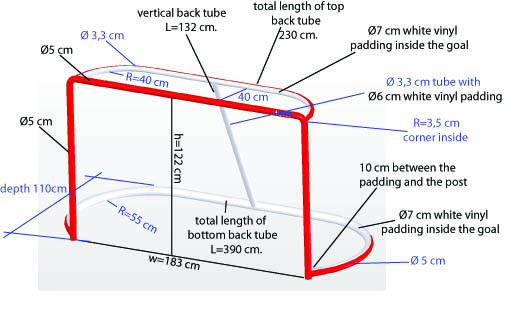 vertical back tube
L=132 cm.
total length of top
back tube
230 cm.
Ø 3,3 cm
Ø7 cm white vinyl
padding inside the goal
Ø5 cm
R=40 cm
40 cm
Ø 3,3 cm tube with
Ø6 cm white vinyl padding
Ø5 cm
R=3,5 cm
corner inside
h=122 cm
10 cm between the
padding and the post
depth 110cm
R=55 cm
total length of
bottom back tube
L=390 cm.
Ø7 cm white vinyl
padding inside the goal
w=183 cm
Ø 5 cm